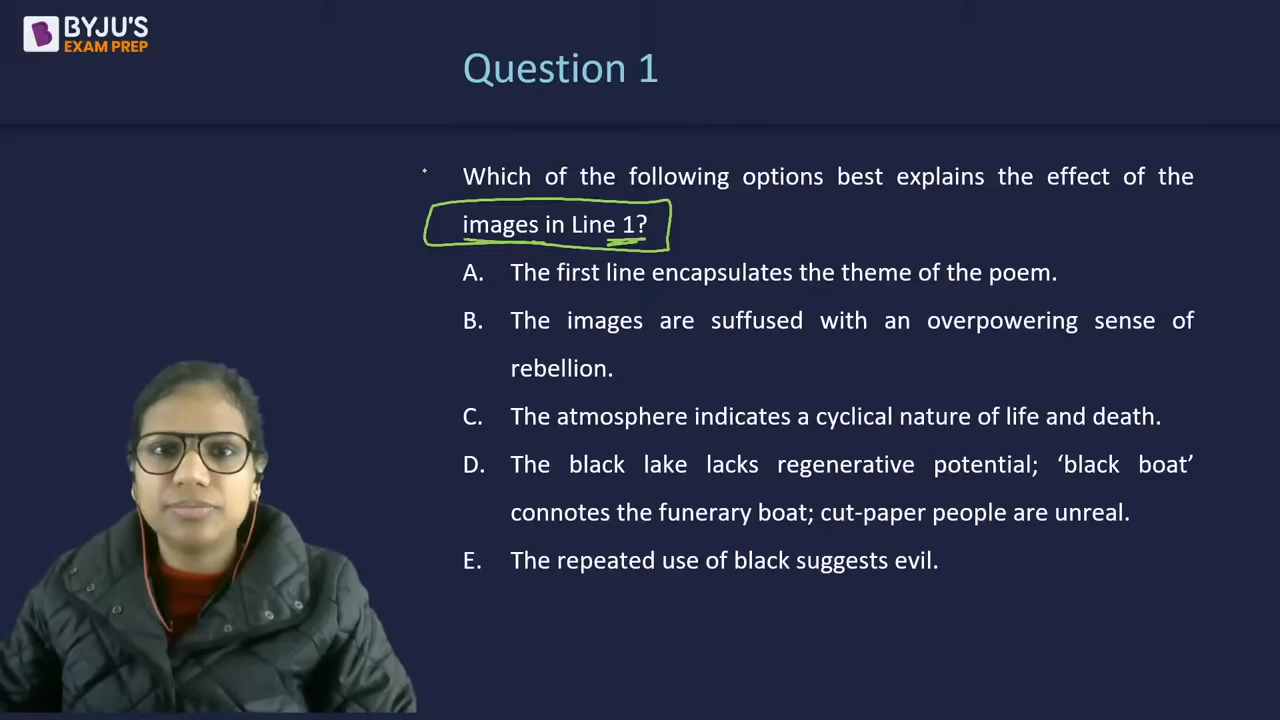 BYJU'S
EXAM PREP
Question 1
Which of the following options best explains the effect of the
images in Line 1?
A. The first line encapsulates the theme of the poem.
B. The images are suffused with an overpowering sense of
rebellion.
C. The atmosphere indicates a cyclical nature of life and death.
D. The black lake lacks regenerative potential; ‘black boat’
connotes the funerary boat; cut-paper people are unreal.
E. The repeated use of black suggests evil.